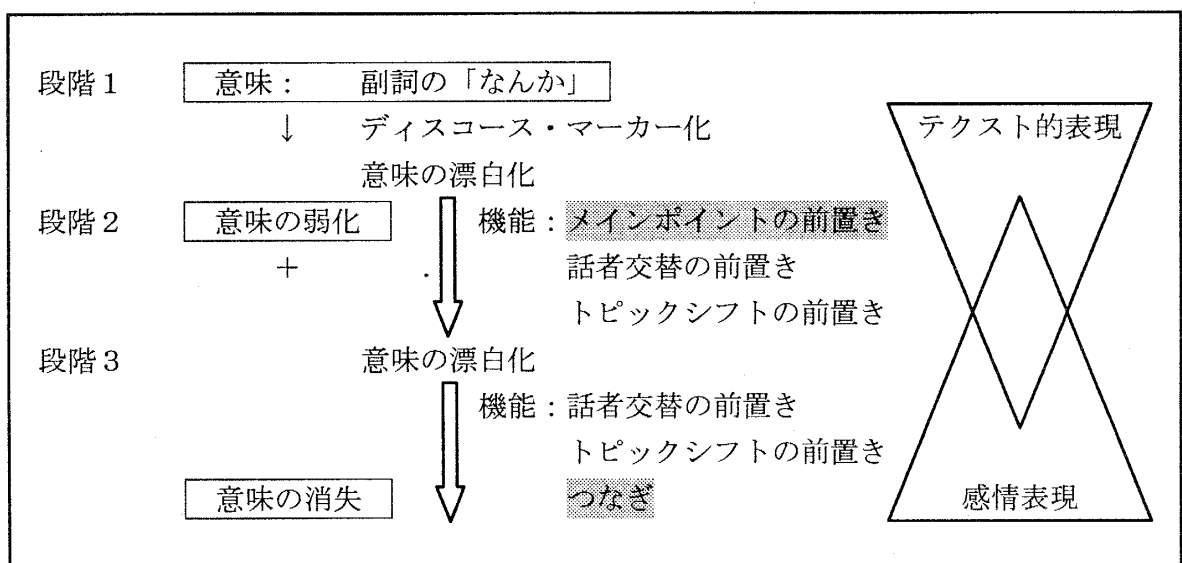 段階1 意味: 副詞の「なんか」
↓ ディスコース・マーカー化
テクスト的表現
意味の漂白化
段階2 意味の弱化 機能:メインポイントの前置き
+ 話者交替の前置き
トピックシフトの前置き
段階3 意味の漂白化
機能:話者交替の前置き
トピックシフトの前置き
意味の消失 つなぎ
感情表現